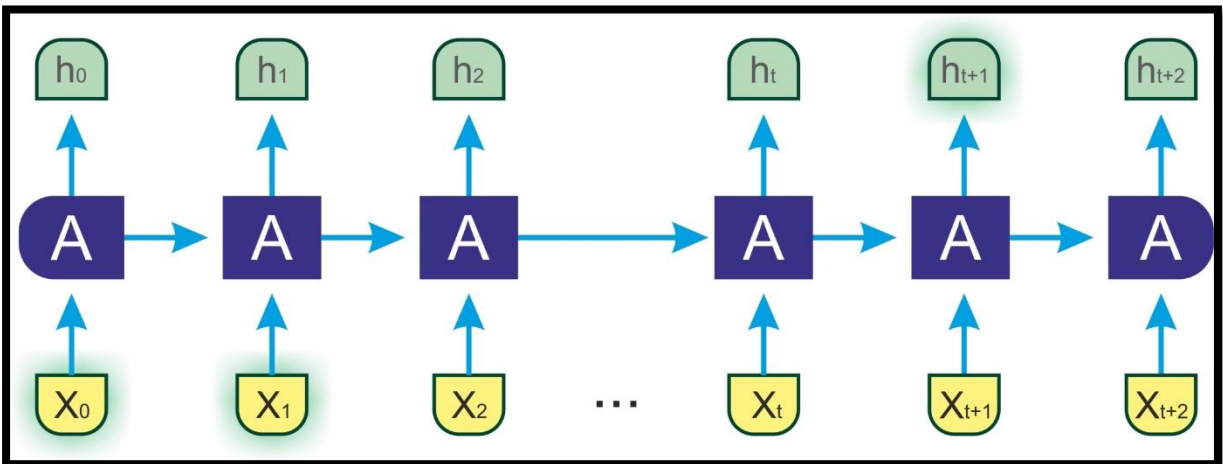 h₀ h₁ h₂ hₜ hₜ₊₁ hₜ₊₂
A A A A A A
X₀ X₁ X₂ ... Xₜ Xₜ₊₁ Xₜ₊₂